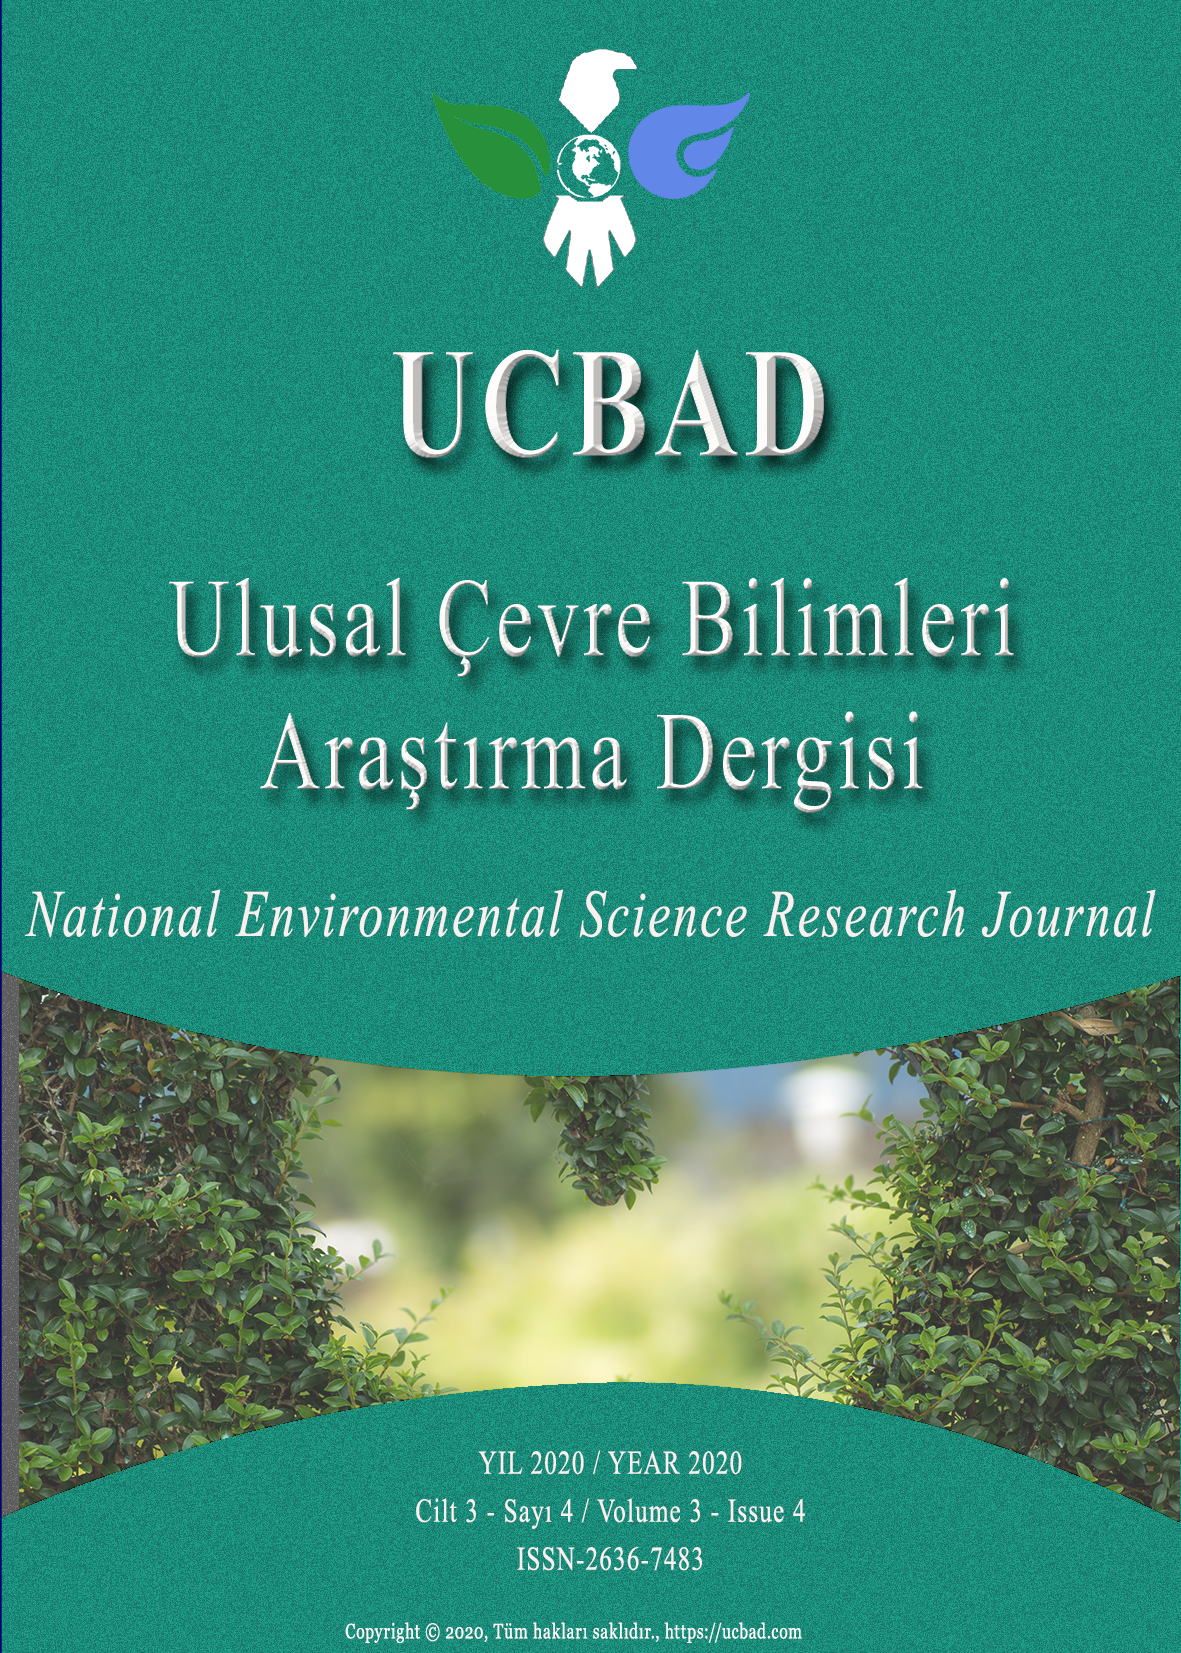 UCBAD
Ulusal Çevre Bilimleri
Araştırma Dergisi
National Environmental Science Research Journal
YIL 2020 / YEAR 2020
Cilt 3 - Sayı 4 / Volume 3 - Issue 4
ISSN-2636-7483
Copyright © 2020, Tüm hakları saklıdır., https://ucbad.com